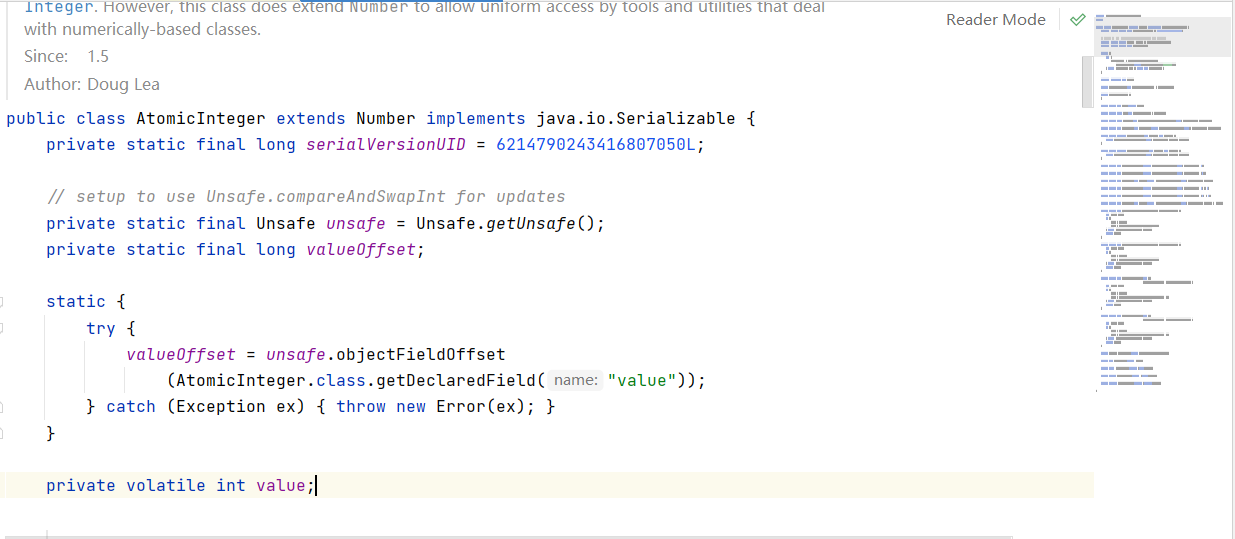 Integer. However, this class does extend Number to allow uniform access by tools and utilities that deal
with numerically-based classes.
Since: 1.5
Author: Doug Lea
Reader Mode
public class AtomicInteger extends Number implements java.io.Serializable {
    private static final long serialVersionUID = 6214790243416807050L;

    // setup to use Unsafe.compareAndSwapInt for updates
    private static final Unsafe unsafe = Unsafe.getUnsafe();
    private static final long valueOffset;

    static {
        try {
            valueOffset = unsafe.objectFieldOffset
                (AtomicInteger.class.getDeclaredField( name: "value"));
        } catch (Exception ex) { throw new Error(ex); }
    }

    private volatile int value;